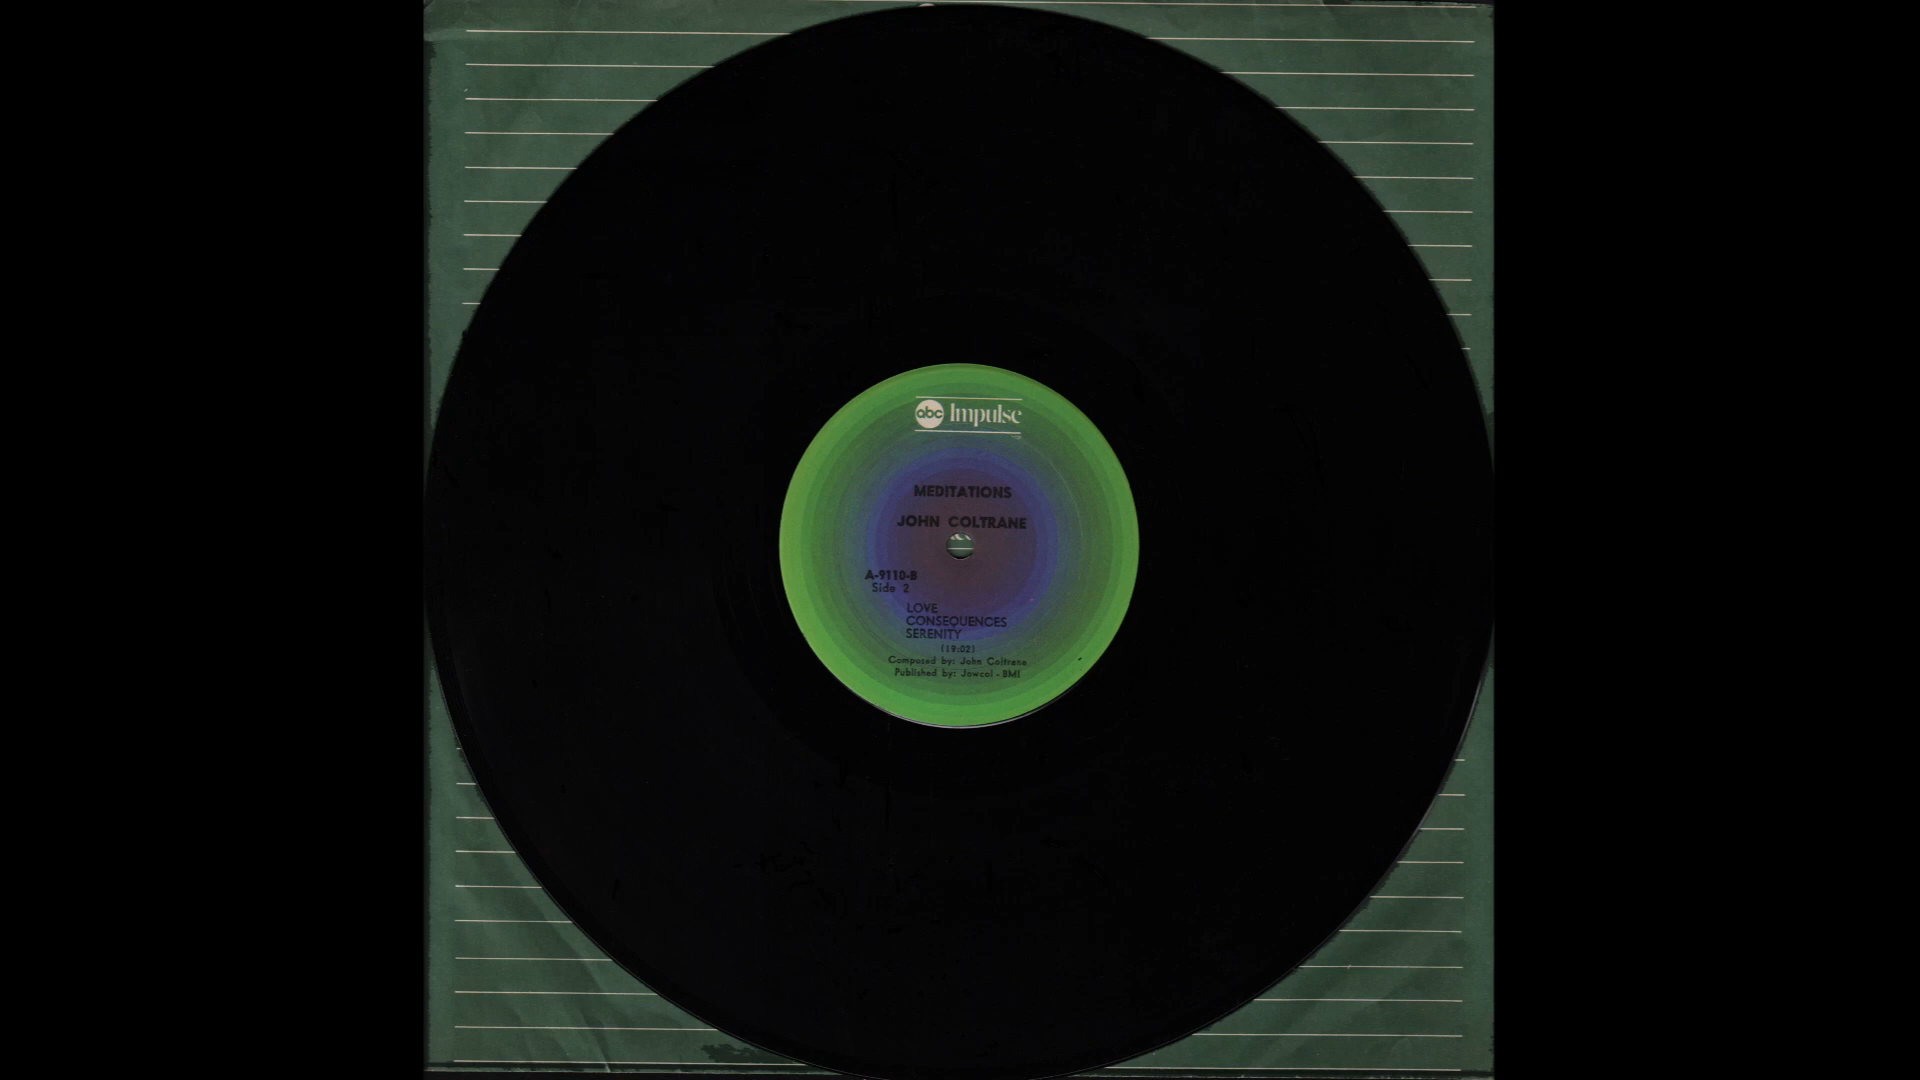 abc Impulse
MEDITATIONS
JOHN COLTRANE
A-9110-B
Side 2
LOVE
CONSEQUENCES
SERENITY
(19:02)
Composed by: John Coltrane
Published by: Jowcol - BMI